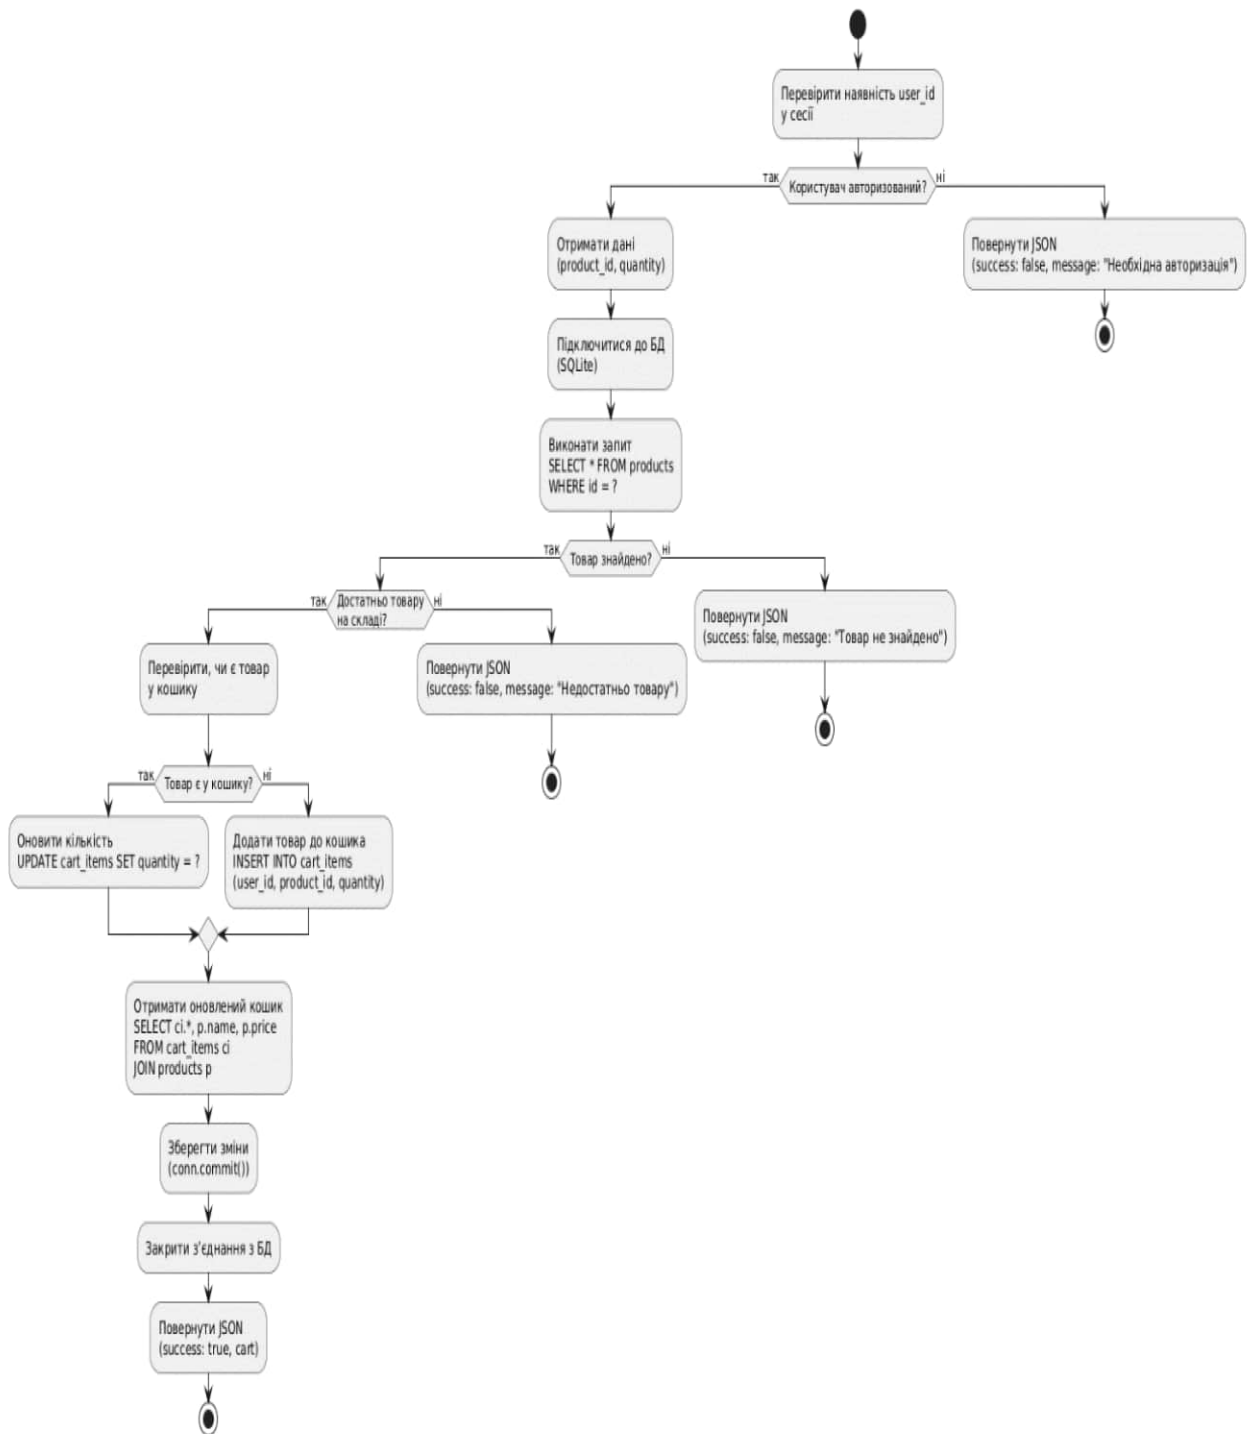 Перевірити наявність user_id
у сесії
так
Користувач авторизований?
ні
Отримати дані
(product_id, quantity)
Повернути JSON
(success: false, message: "Необхідна авторизація")
Підключитися до БД
(SQLite)
Виконати запит
SELECT * FROM products
WHERE id = ?
так
Товар знайдено?
ні
так
Достатньо товару
на складі?
ні
Повернути JSON
(success: false, message: "Товар не знайдено")
Перевірити, чи є товар
у кошику
Повернути JSON
(success: false, message: "Недостатньо товару")
так
Товар є у кошику?
ні
Оновити кількість
UPDATE cart_items SET quantity = ?
Додати товар до кошика
INSERT INTO cart_items
(user_id, product_id, quantity)
Отримати оновлений кошик
SELECT ci.*, p.name, p.price
FROM cart_items ci
JOIN products p
Зберегти зміни
(conn.commit())
Закрити з'єднання з БД
Повернути JSON
(success: true, cart)